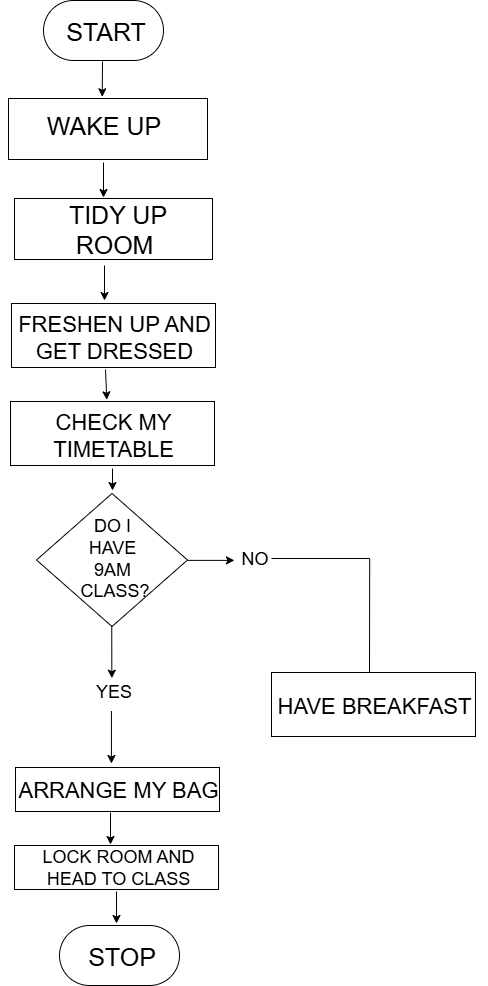 START
WAKE UP
TIDY UP
ROOM
FRESHEN UP AND
GET DRESSED
CHECK MY
TIMETABLE
DO I
HAVE
9AM
CLASS?
NO
YES
HAVE BREAKFAST
ARRANGE MY BAG
LOCK ROOM AND
HEAD TO CLASS
STOP